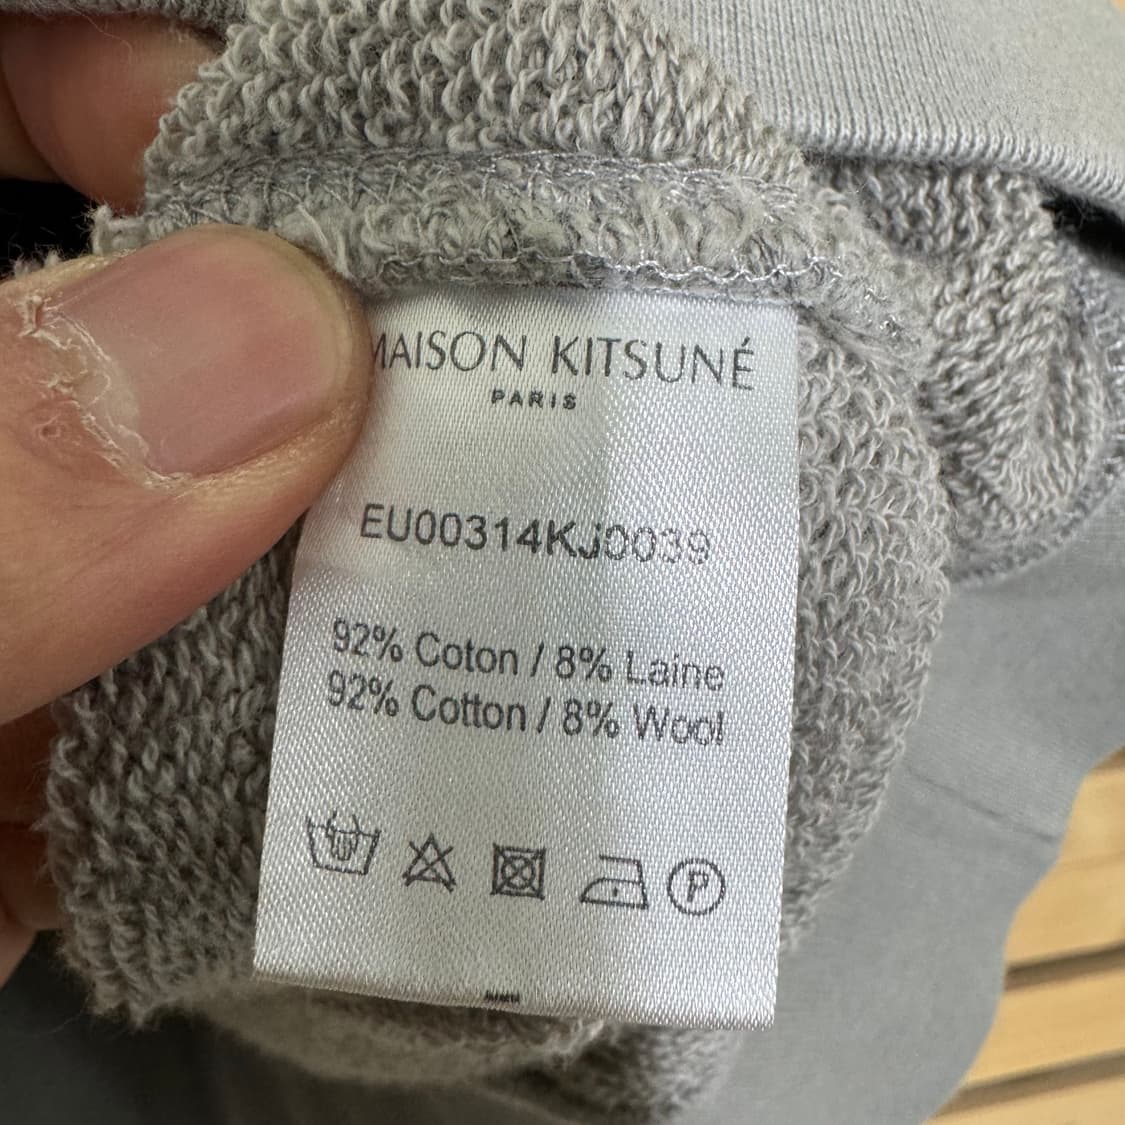 MAISON KITSUNÉ
PARIS
EU00314KJ0039
92% Coton / 8% Laine
92% Cotton / 8% Wool
P